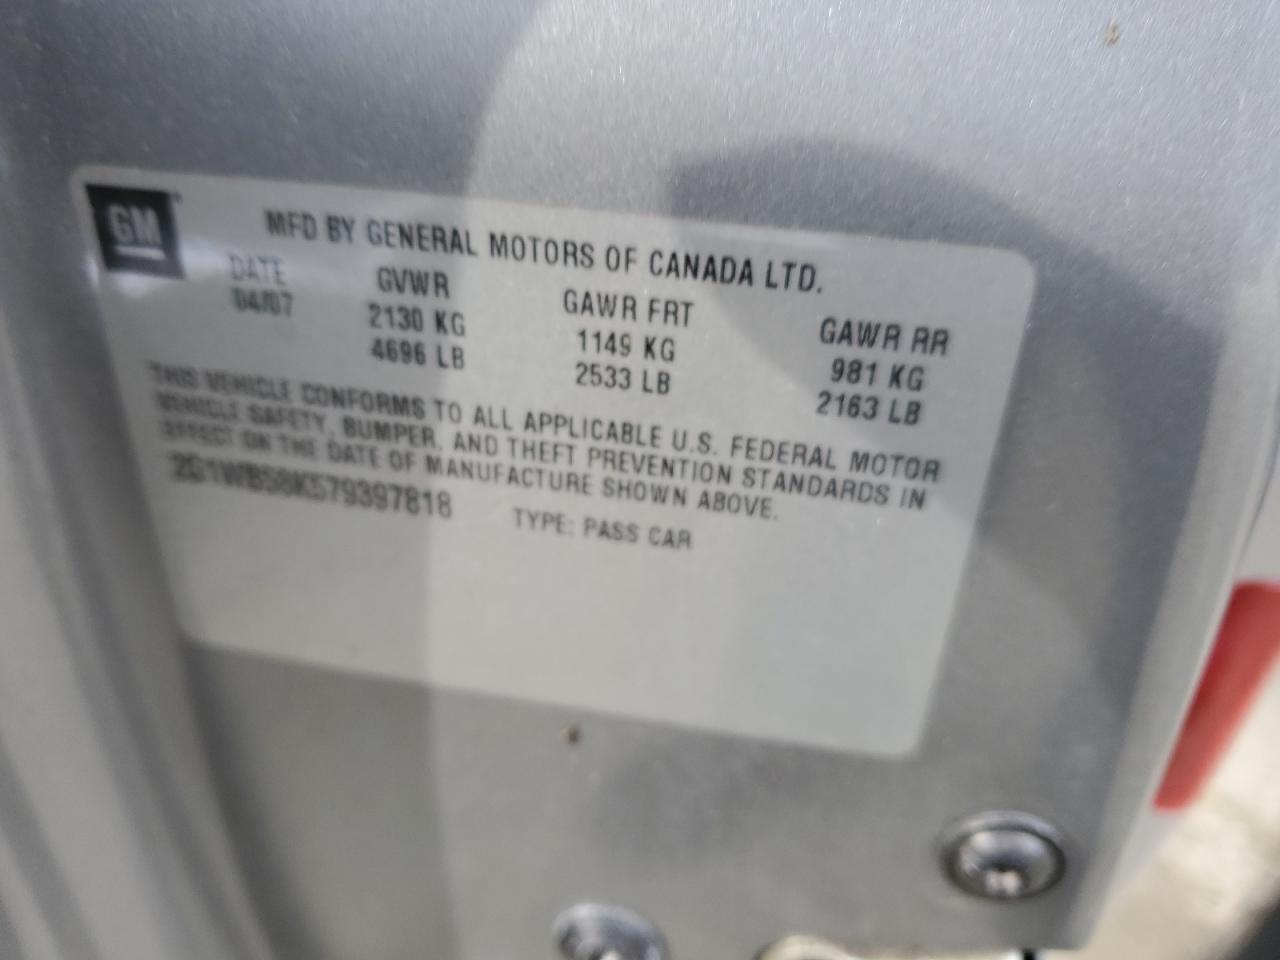 GM
MFD BY GENERAL MOTORS OF CANADA LTD.
DATE GVWR GAWR FRT GAWR RR
04/07 2130 KG 1149 KG 981 KG
4696 LB 2533 LB 2163 LB
THIS VEHICLE CONFORMS TO ALL APPLICABLE U.S. FEDERAL MOTOR
VEHICLE SAFETY, BUMPER, AND THEFT PREVENTION STANDARDS IN
EFFECT ON THE DATE OF MANUFACTURE SHOWN ABOVE.
2G1WB58K579397818 TYPE: PASS CAR